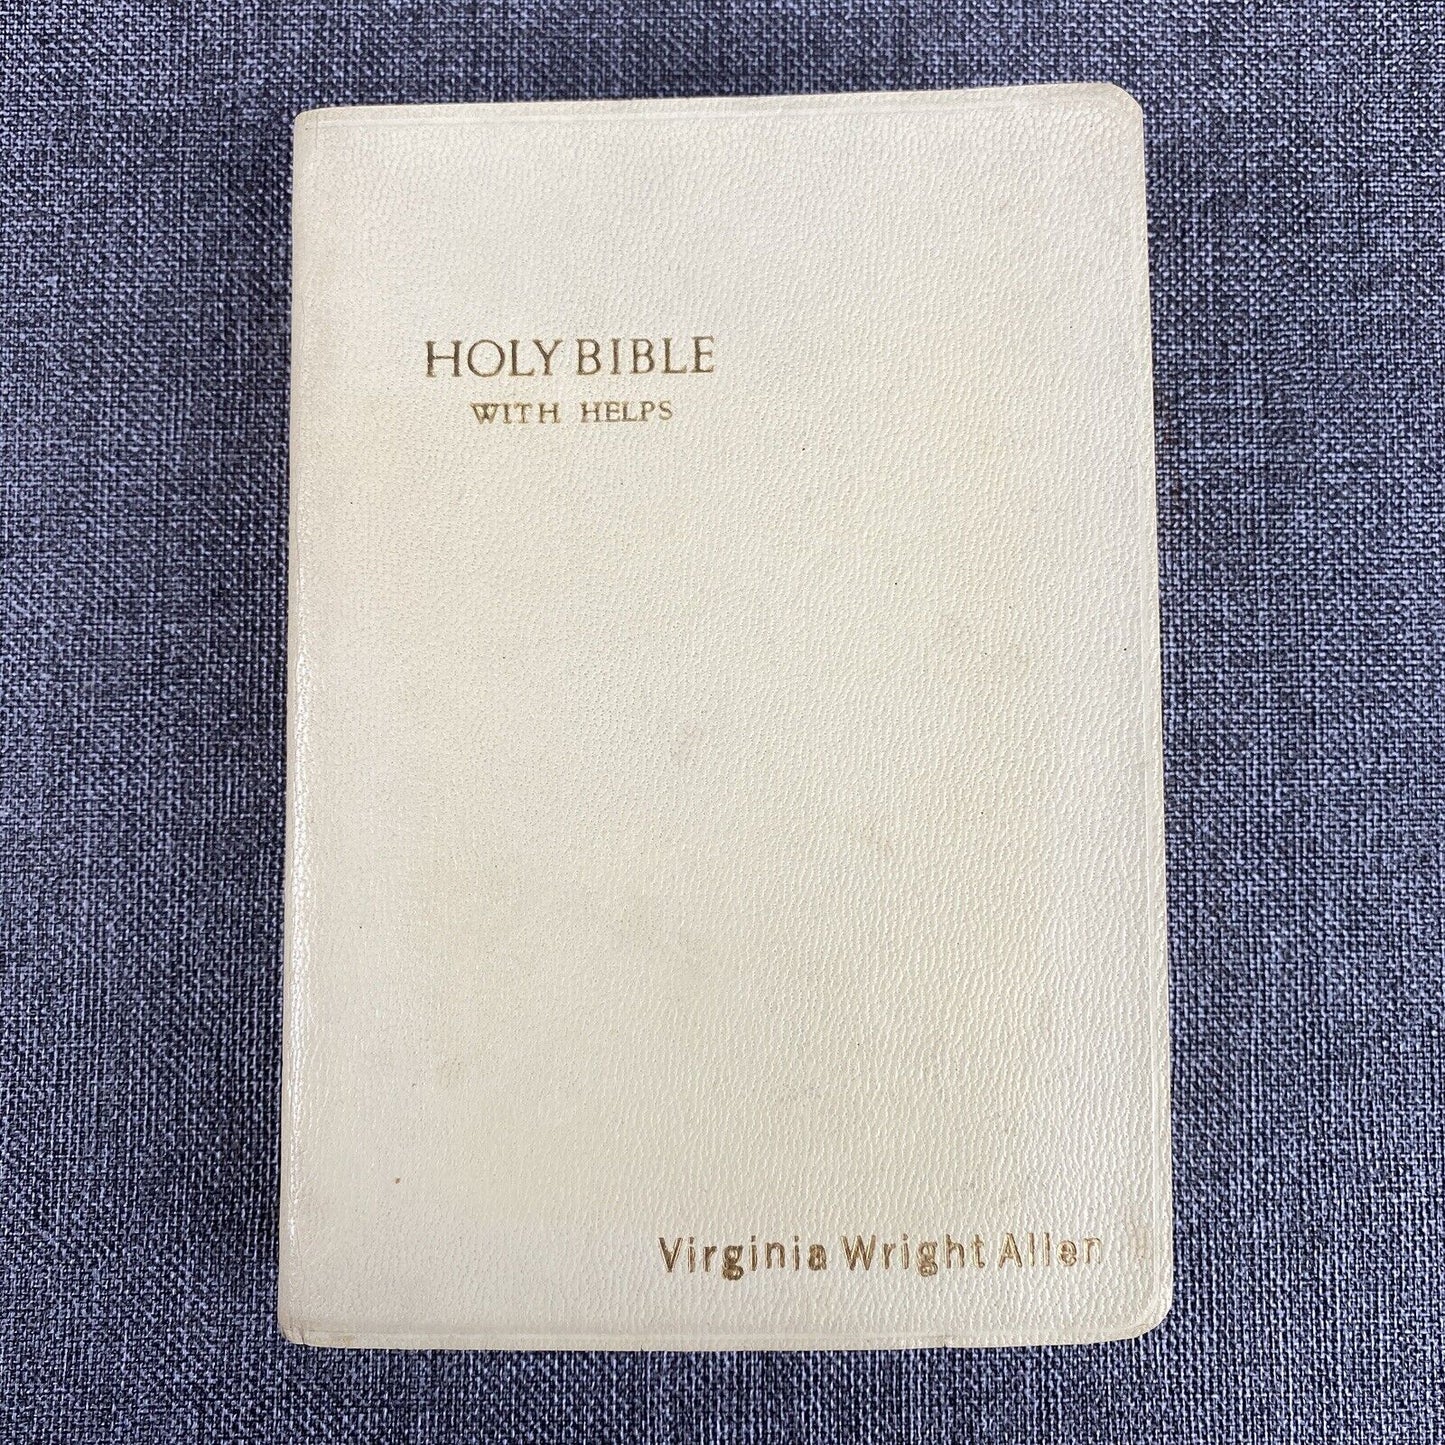 HOLY BIBLE
WITH HELPS
Virginia Wright Allen